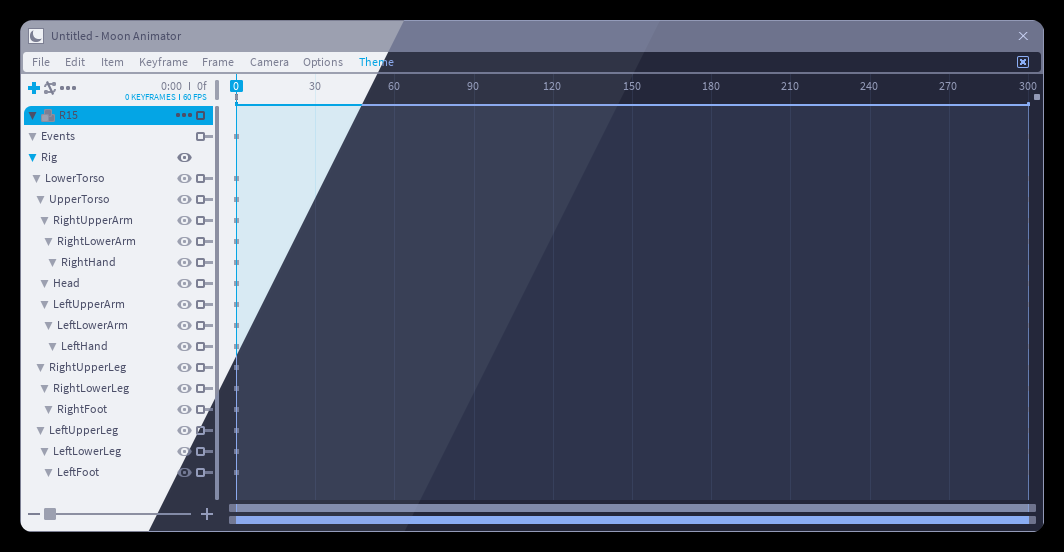 Untitled - Moon Animator
File Edit Item Keyframe Frame Camera Options Theme
0:00 | 0f
0 KEYFRAMES | 60 FPS
0 30 60 90 120 150 180 210 240 270 300
R15
Events
Rig
LowerTorso
UpperTorso
RightUpperArm
RightLowerArm
RightHand
Head
LeftUpperArm
LeftLowerArm
LeftHand
RightUpperLeg
RightLowerLeg
RightFoot
LeftUpperLeg
LeftLowerLeg
LeftFoot